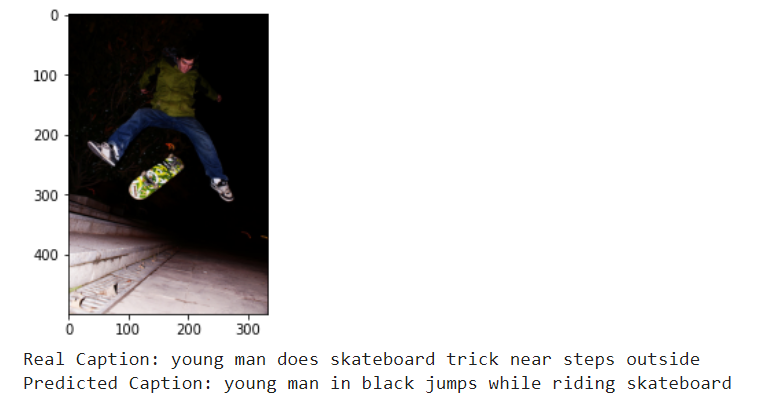 0
100
200
300
400
0 100 200 300
Real Caption: young man does skateboard trick near steps outside
Predicted Caption: young man in black jumps while riding skateboard